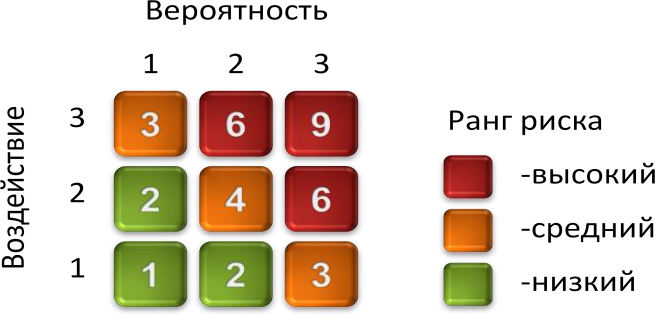 Вероятность
1 2 3
Воздействие
3 3 6 9
2 2 4 6
1 1 2 3
Ранг риска
-высокий
-средний
-низкий